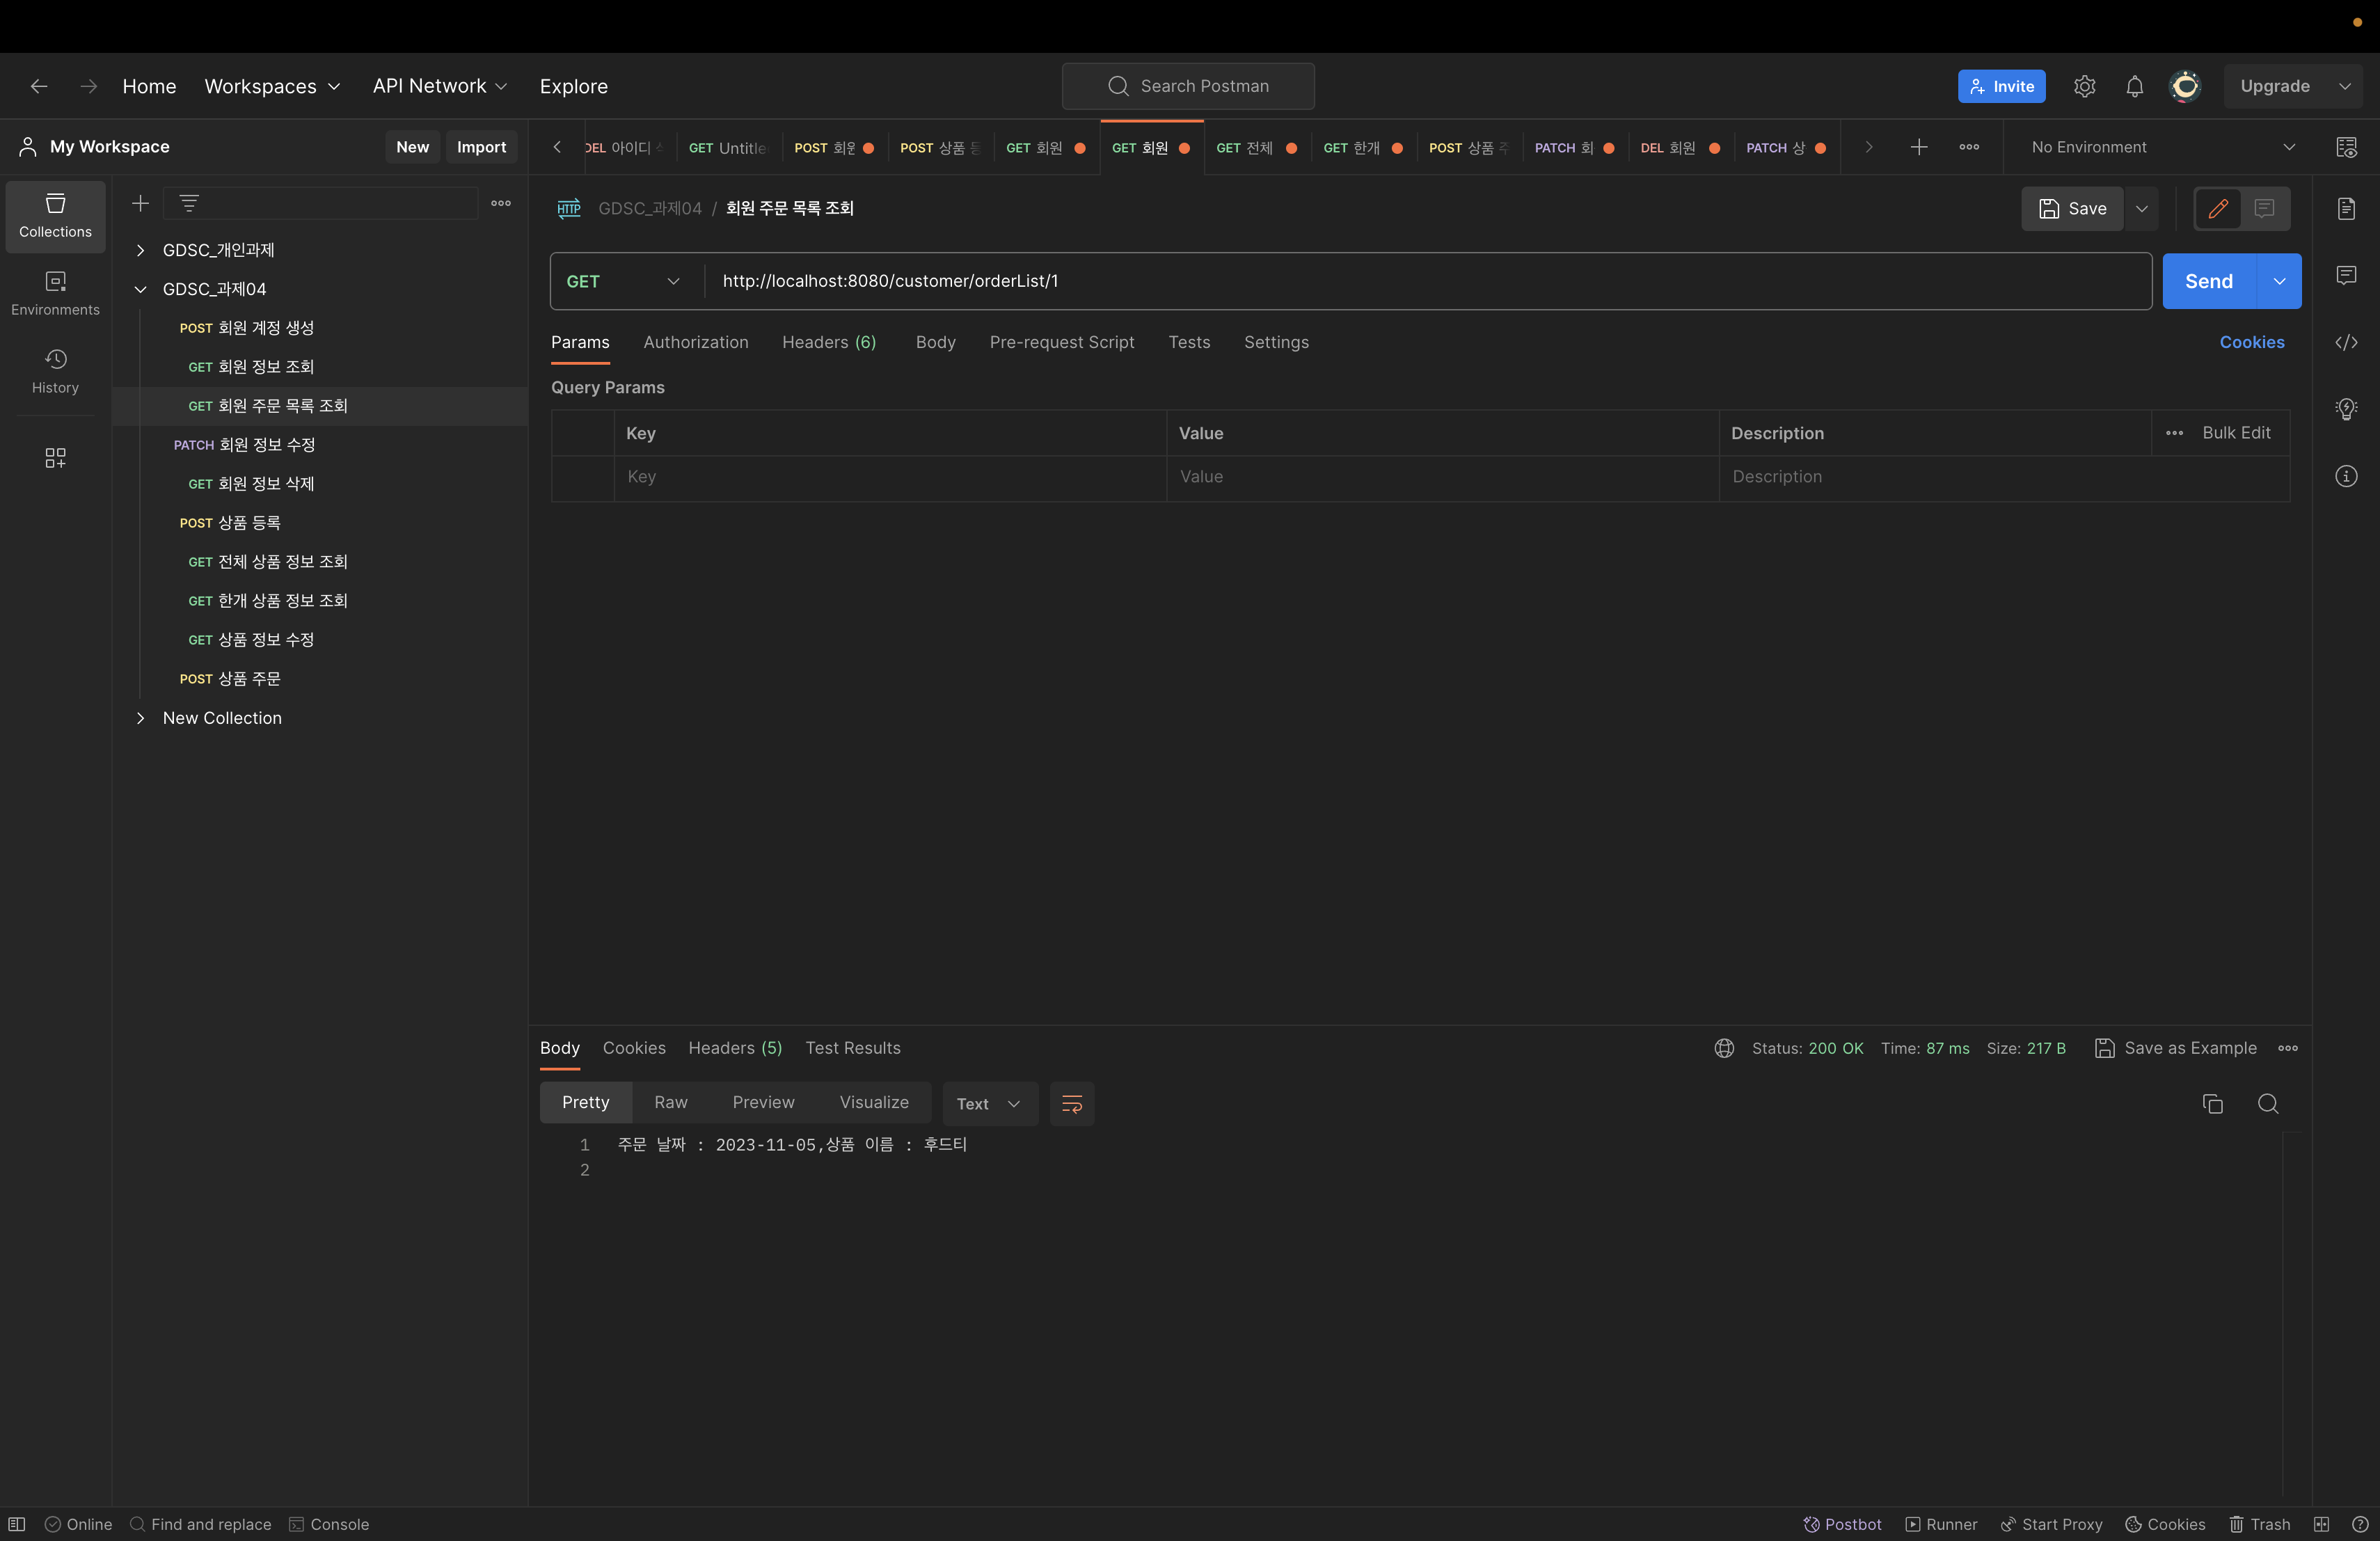 Home Workspaces API Network Explore Search Postman Invite Upgrade
My Workspace New Import DEL 아이디 GET Untitle POST 회원 POST 상품 GET 회원 GET 회원 GET 전체 GET 한개 POST 상품 PATCH 회 DEL 회원 PATCH 상 No Environment
Collections
Environments
History
GDSC_개인과제
GDSC_과제04
POST 회원 계정 생성
GET 회원 정보 조회
GET 회원 주문 목록 조회
PATCH 회원 정보 수정
GET 회원 정보 삭제
POST 상품 등록
GET 전체 상품 정보 조회
GET 한개 상품 정보 조회
GET 상품 정보 수정
POST 상품 주문
New Collection
HTTP GDSC_과제04 / 회원 주문 목록 조회 Save
GET http://localhost:8080/customer/orderList/1 Send
Params Authorization Headers (6) Body Pre-request Script Tests Settings Cookies
Query Params
Key Value Description Bulk Edit
Key Value Description
Body Cookies Headers (5) Test Results Status: 200 OK Time: 87 ms Size: 217 B Save as Example
Pretty Raw Preview Visualize Text
1 주문 날짜 : 2023-11-05,상품 이름 : 후드티
2
Online Find and replace Console Postbot Runner Start Proxy Cookies Trash